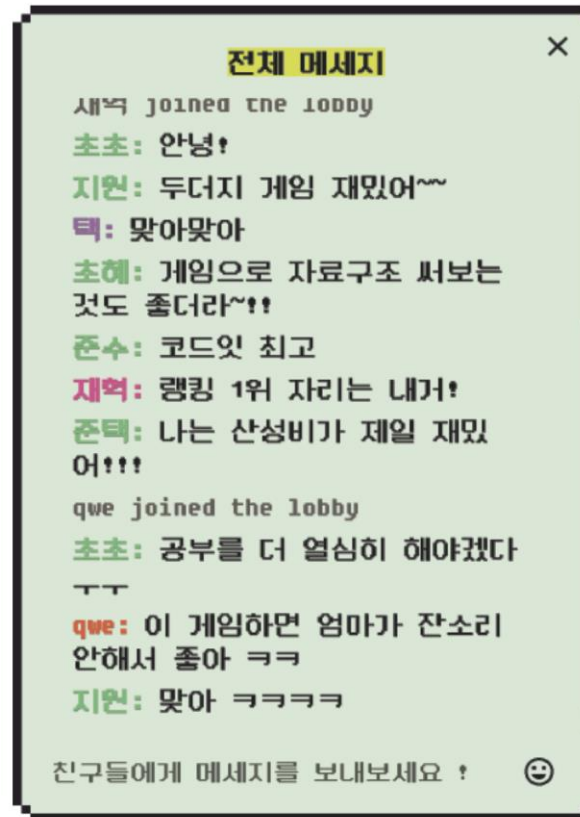 전체 메세지
재혁 joined the lobby
초초: 안녕!
지원: 두더지 게임 재밌어~~
택: 맞아맞아
초혜: 게임으로 자료구조 써보는
것도 좋더라~!!
준수: 코드잇 최고
재혁: 랭킹 1위 자리는 내거!
준택: 나는 산성비가 제일 재밌
어!!!
qwe joined the lobby
초초: 공부를 더 열심히 해야겠다
ㅜㅜ
qwe: 이 게임하면 엄마가 잔소리
안해서 좋아 ㅋㅋ
지원: 맞아 ㅋㅋㅋㅋ
친구들에게 메세지를 보내보세요 !